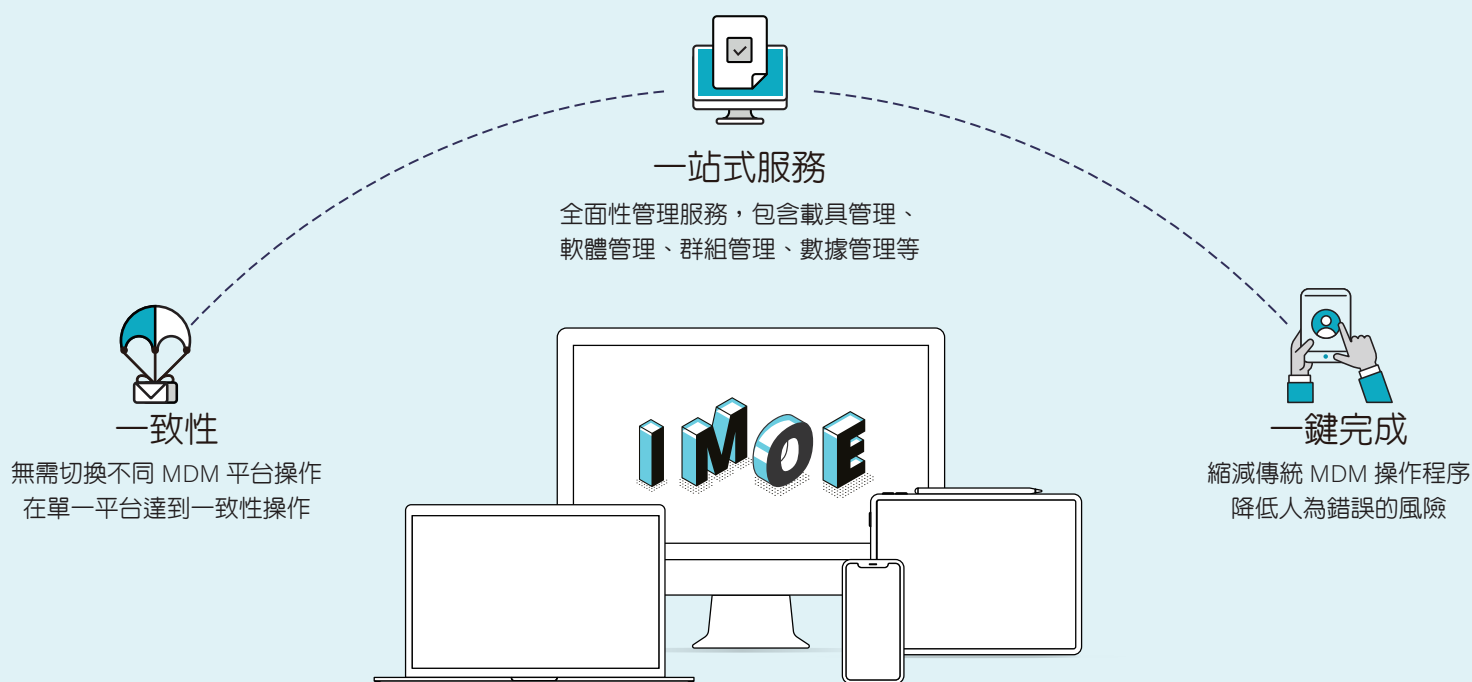 一站式服務
全面性管理服務，包含載具管理、
軟體管理、群組管理、數據管理等
一致性
無需切換不同 MDM 平台操作
在單一平台達到一致性操作
IMOE
一鍵完成
縮減傳統 MDM 操作程序
降低人為錯誤的風險